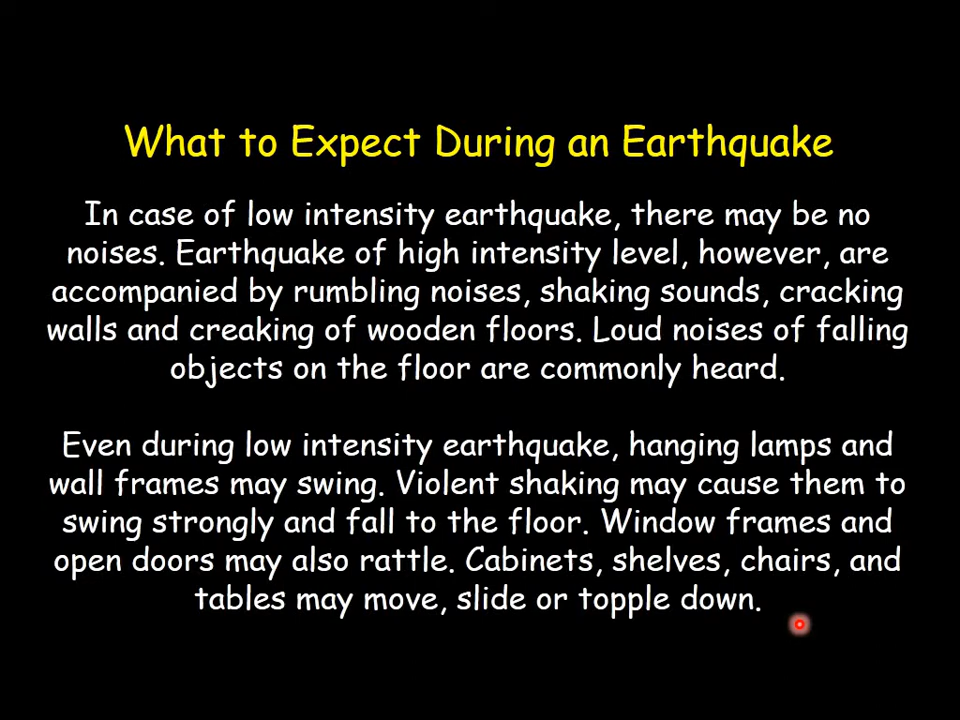 What to Expect During an Earthquake
In case of low intensity earthquake, there may be no
noises. Earthquake of high intensity level, however, are
accompanied by rumbling noises, shaking sounds, cracking
walls and creaking of wooden floors. Loud noises of falling
objects on the floor are commonly heard.
Even during low intensity earthquake, hanging lamps and
wall frames may swing. Violent shaking may cause them to
swing strongly and fall to the floor. Window frames and
open doors may also rattle. Cabinets, shelves, chairs, and
tables may move, slide or topple down.